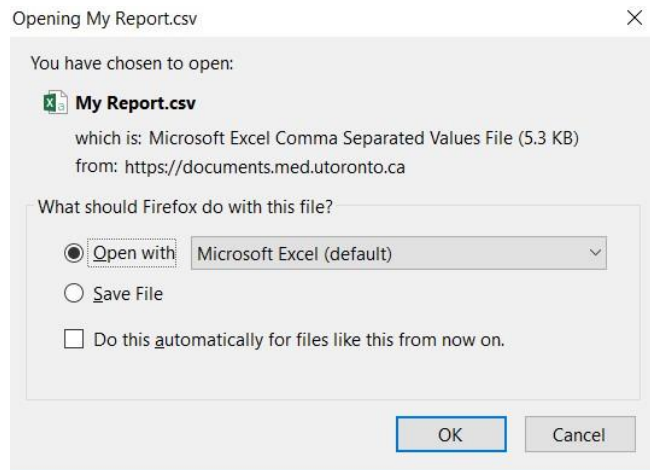 Opening My Report.csv
You have chosen to open:
My Report.csv
which is: Microsoft Excel Comma Separated Values File (5.3 KB)
from: https://documents.med.utoronto.ca
What should Firefox do with this file?
Open with Microsoft Excel (default)
Save File
Do this automatically for files like this from now on.
OK Cancel